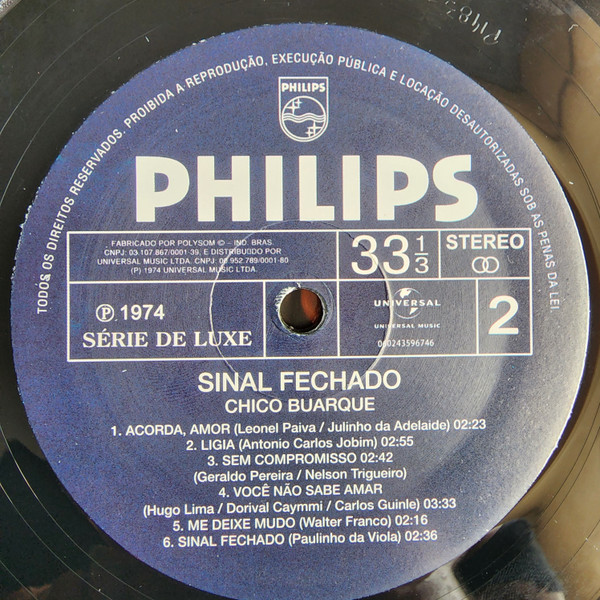 TODOS OS DIREITOS RESERVADOS. PROIBIDA A REPRODUÇÃO, EXECUÇÃO PÚBLICA E LOCAÇÃO DESAUTORIZADAS SOB AS PENAS DA LEI.
PHILIPS
PHILIPS
FABRICADO POR POLYSOM © - IND. BRAS.
CNPJ: 03.107.867/0001-39, E DISTRIBUIDO POR
UNIVERSAL MUSIC LTDA. CNPJ: 06.952.789/0001-80
(P) 1974 UNIVERSAL MUSIC LTDA.
33 1/3
STEREO
℗.1974
SÉRIE DE LUXE
UNIVERSAL
UNIVERSAL MUSIC
060243596746
2
SINAL FECHADO
CHICO BUARQUE
1. ACORDA, AMOR (Leonel Paiva / Julinho da Adelaide) 02:23
2. LIGIA (Antonio Carlos Jobim) 02:55
3. SEM COMPROMISSO 02:42
(Geraldo Pereira / Nelson Trigueiro)
4. VOCÊ NÃO SABE AMAR
(Hugo Lima / Dorival Caymmi / Carlos Guinle) 03:33
5. ME DEIXE MUDO (Walter Franco) 02:16
6. SINAL FECHADO (Paulinho da Viola) 02:36